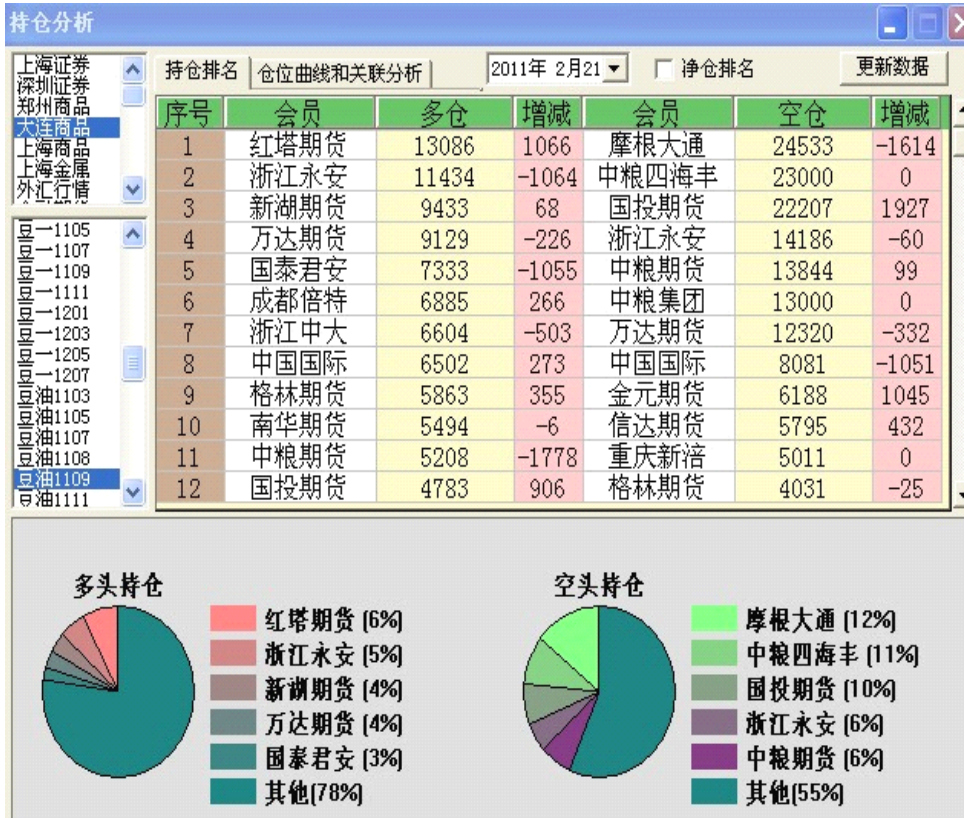 持仓分析
上海证券
深圳证券
郑州商品
大连商品
上海商品
上海金属
外汇行情
持仓排名 仓位曲线和关联分析 2011年 2月21 净仓排名 更新数据
序号 会员 多仓 增减 会员 空仓 增减
1 红塔期货 13086 1066 摩根大通 24533 -1614
2 浙江永安 11434 -1064 中粮四海丰 23000 0
3 新湖期货 9433 68 国投期货 22207 1927
4 万达期货 9129 -226 浙江永安 14186 -60
5 国泰君安 7333 -1055 中粮期货 13844 99
6 成都倍特 6885 266 中粮集团 13000 0
7 浙江中大 6604 -503 万达期货 12320 -332
8 中国国际 6502 273 中国国际 8081 -1051
9 格林期货 5863 355 金元期货 6188 1045
10 南华期货 5494 -6 信达期货 5795 432
11 中粮期货 5208 -1778 重庆新涪 5011 0
12 国投期货 4783 906 格林期货 4031 -25
豆一1105
豆一1107
豆一1109
豆一1111
豆一1201
豆一1203
豆一1205
豆一1207
豆油1103
豆油1105
豆油1107
豆油1108
豆油1109
豆油1111
多头持仓
红塔期货 (6%)
浙江永安 (5%)
新湖期货 (4%)
万达期货 (4%)
国泰君安 (3%)
其他(78%)
空头持仓
摩根大通 (12%)
中粮四海丰 (11%)
国投期货 (10%)
浙江永安 (6%)
中粮期货 (6%)
其他(55%)